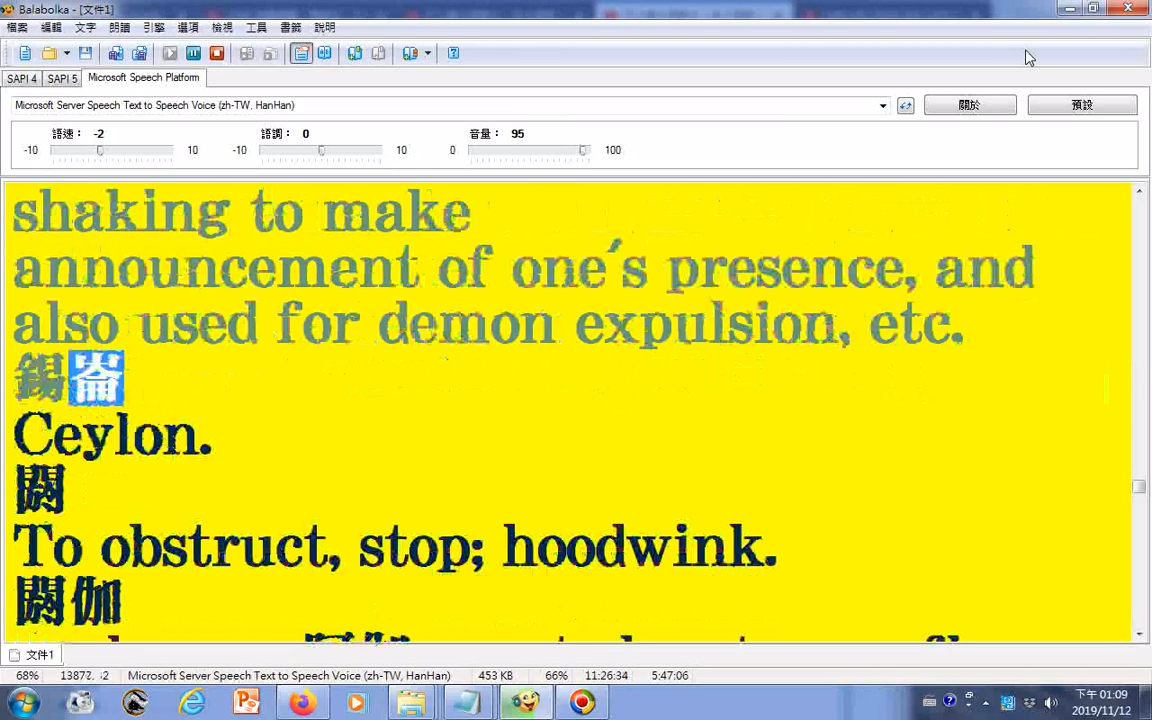 Balabolka - [文件1]
檔案 編輯 文字 朗讀 引擎 選項 檢視 工具 書籤 說明
SAPI 4 SAPI 5 Microsoft Speech Platform
Microsoft Server Speech Text to Speech Voice (zh-TW, HanHan) 關於 預設
語速： -2 語調： 0 音量： 95
-10 10 -10 10 0 100
shaking to make
announcement of one's presence, and
also used for demon expulsion, etc.
錫崙
Ceylon.
閼
To obstruct, stop; hoodwink.
閼伽
文件1
68% Microsoft Server Speech Text to Speech Voice (zh-TW, HanHan) 453 KB 66% 11:26:34 5:47:06
下午 01:09
2019/11/12